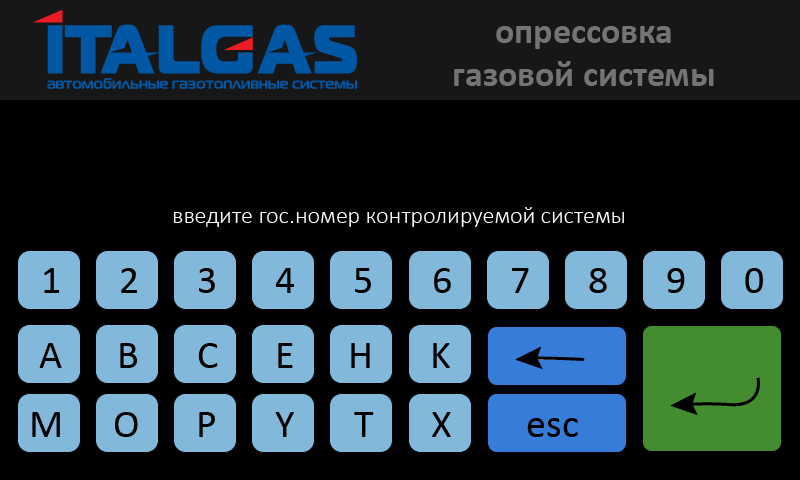 ITALGAS
автомобильные газотопливные системы
опрессовка
газовой системы
введите гос.номер контролируемой системы
1 2 3 4 5 6 7 8 9 0
А В С Е Н К
М О Р У Т Х
esc